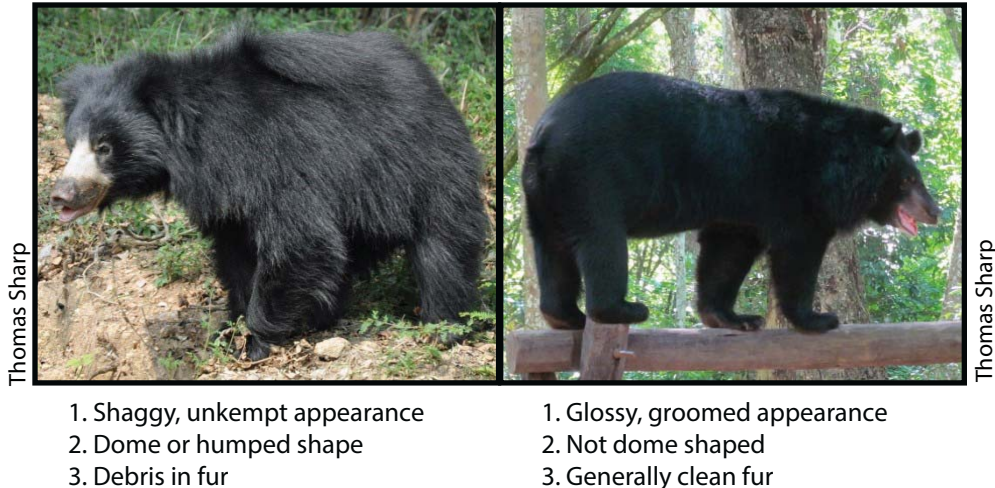 Thomas Sharp
Thomas Sharp
1. Shaggy, unkempt appearance
2. Dome or humped shape
3. Debris in fur
1. Glossy, groomed appearance
2. Not dome shaped
3. Generally clean fur